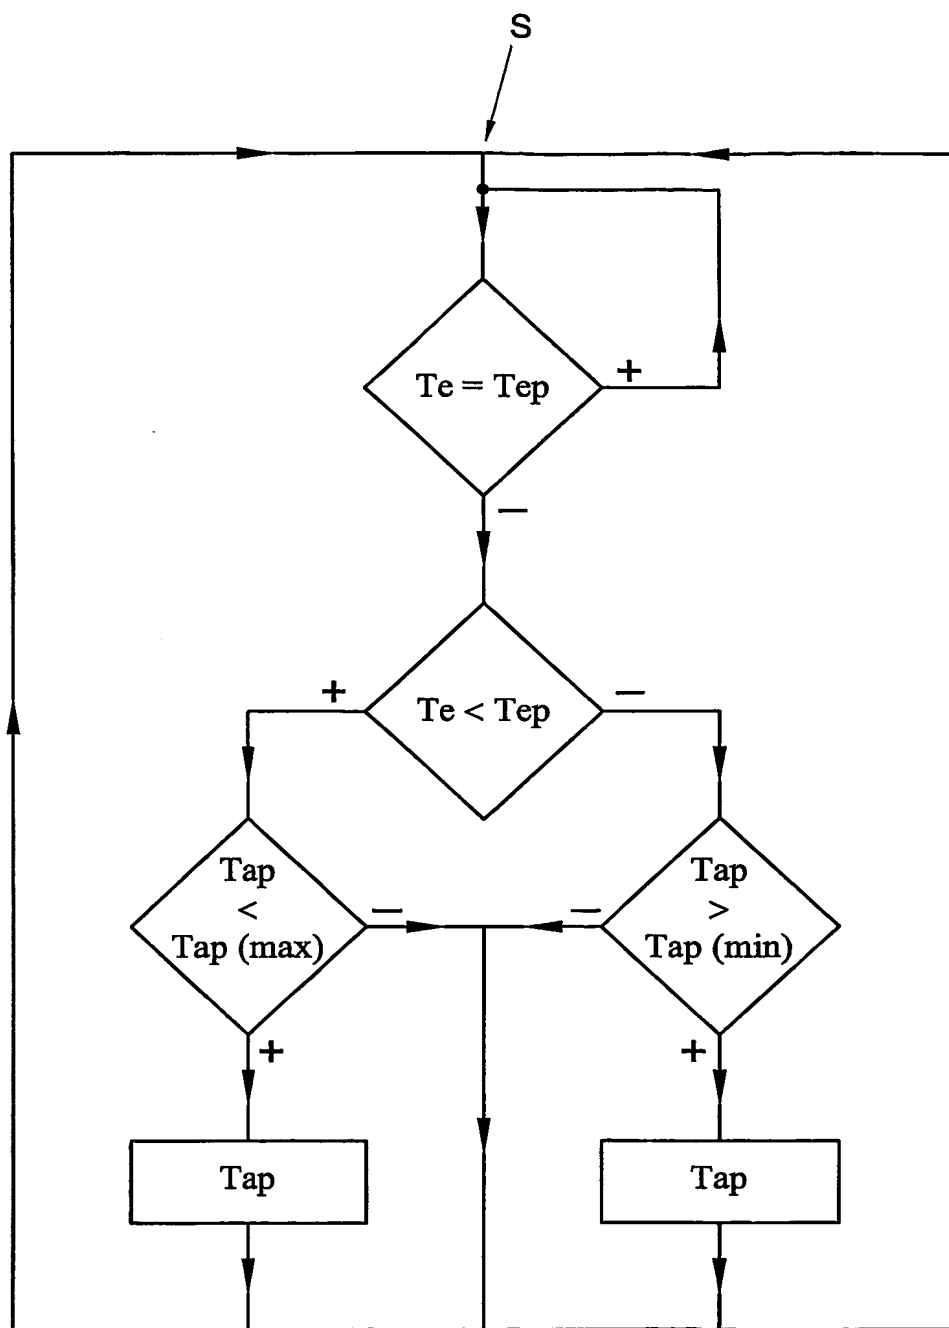 S
Te = Tep
+
−
Te < Tep
+
−
Tap
<
Tap (max)
−
−
Tap
>
Tap (min)
+
+
Tap
Tap